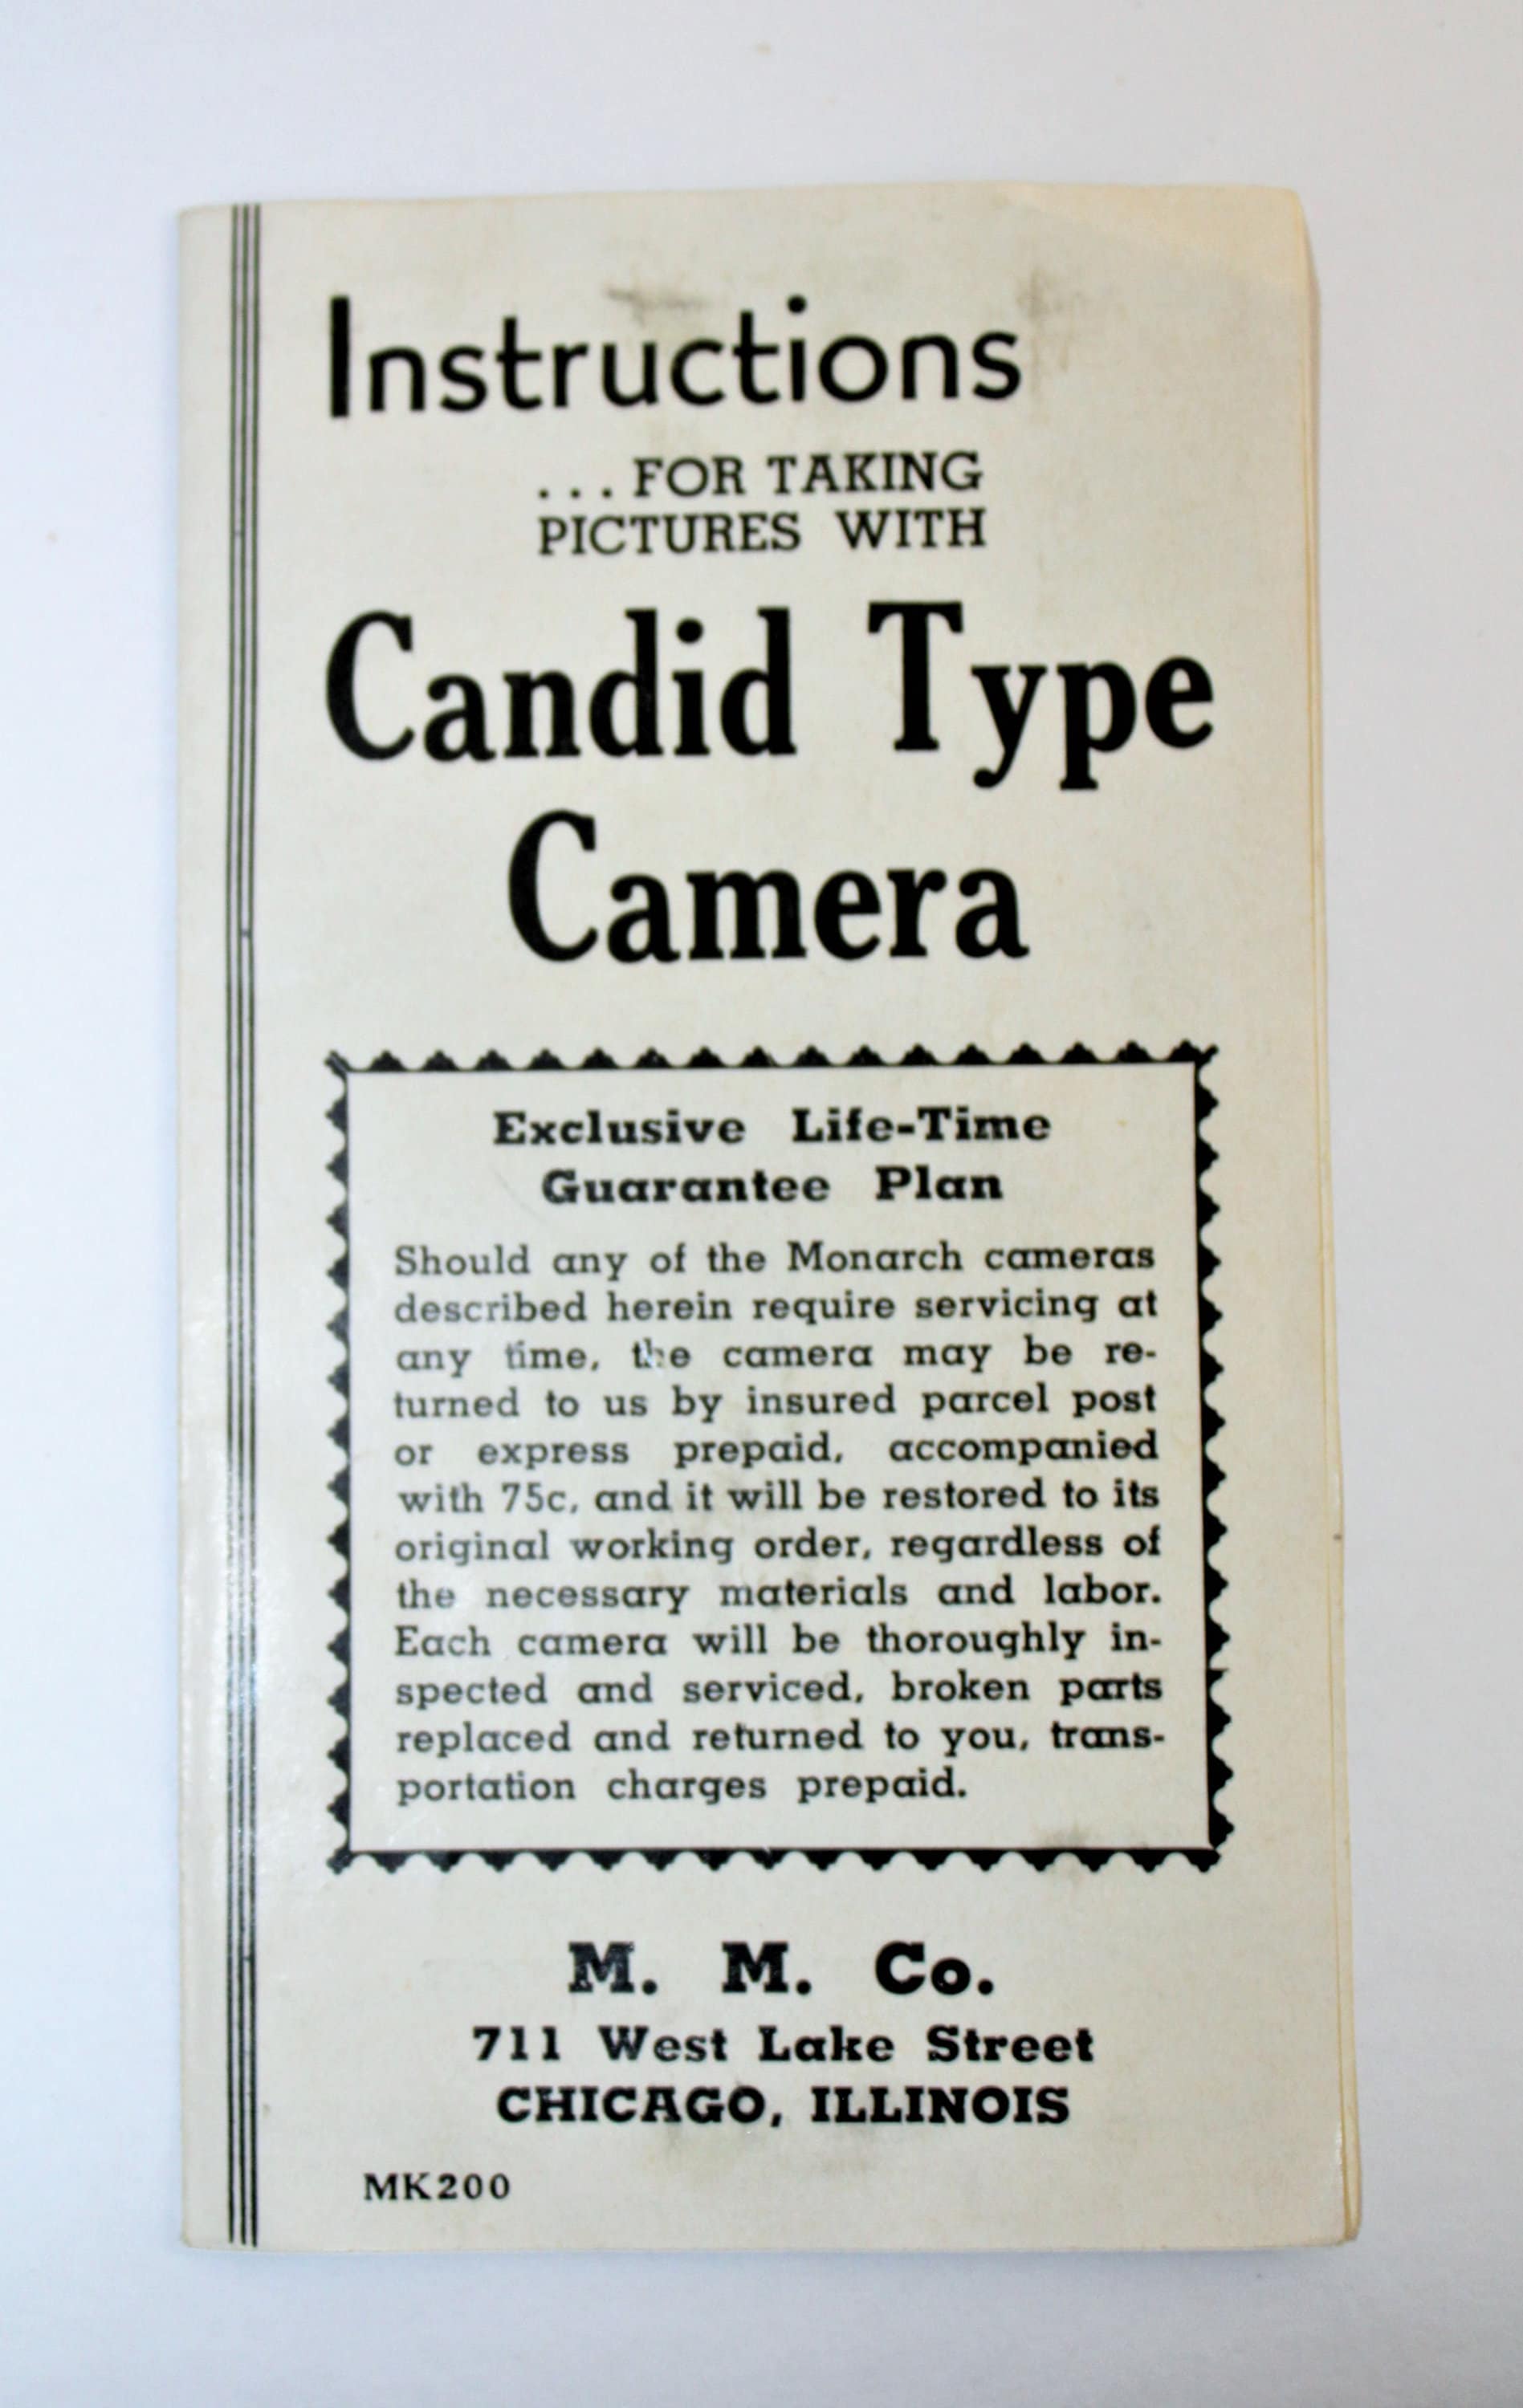 Instructions
...FOR TAKING
PICTURES WITH
Candid Type
Camera
Exclusive Life-Time
Guarantee Plan
Should any of the Monarch cameras
described herein require servicing at
any time, the camera may be re-
turned to us by insured parcel post
or express prepaid, accompanied
with 75c, and it will be restored to its
original working order, regardless of
the necessary materials and labor.
Each camera will be thoroughly in-
spected and serviced, broken parts
replaced and returned to you, trans-
portation charges prepaid.
M. M. Co.
711 West Lake Street
CHICAGO, ILLINOIS
MK200